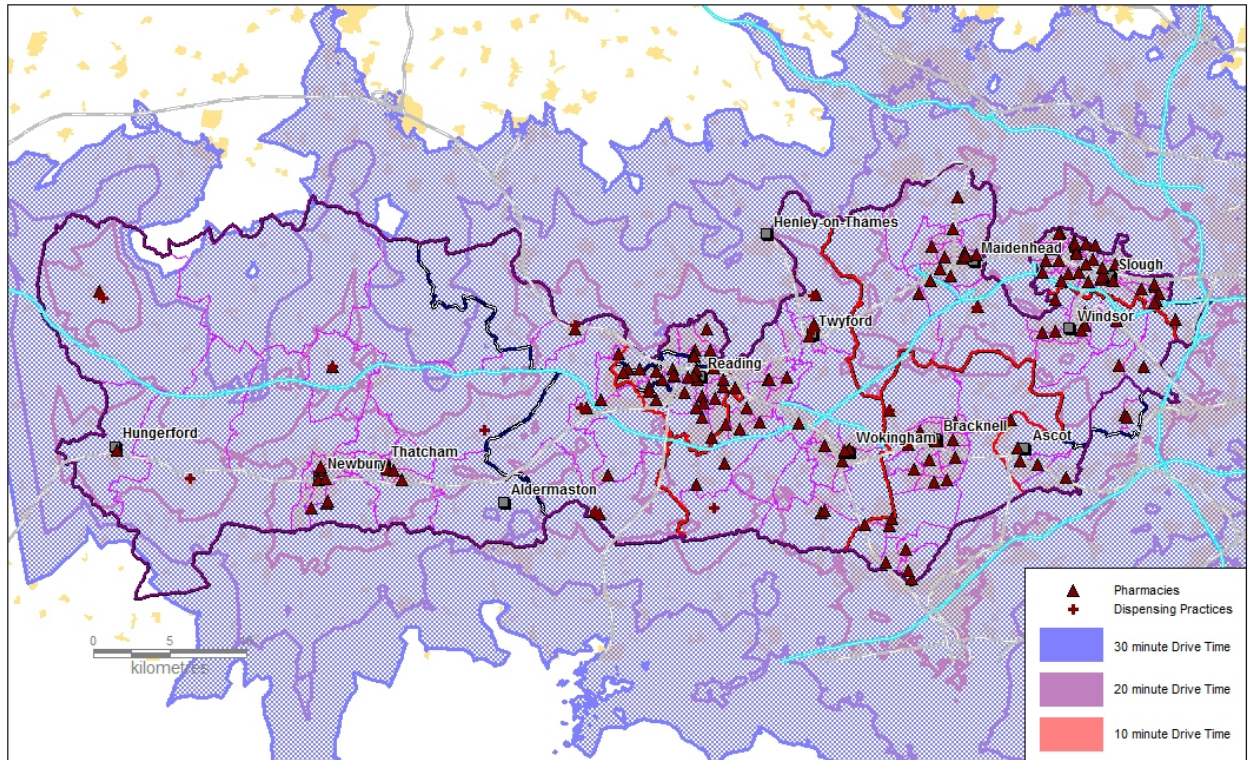 Henley-on-Thames
Maidenhead
Slough
Windsor
Twyford
Reading
Hungerford
Newbury
Thatcham
Aldermaston
Wokingham
Bracknell
Ascot
0 5
kilometres
Pharmacies
Dispensing Practices
30 minute Drive Time
20 minute Drive Time
10 minute Drive Time